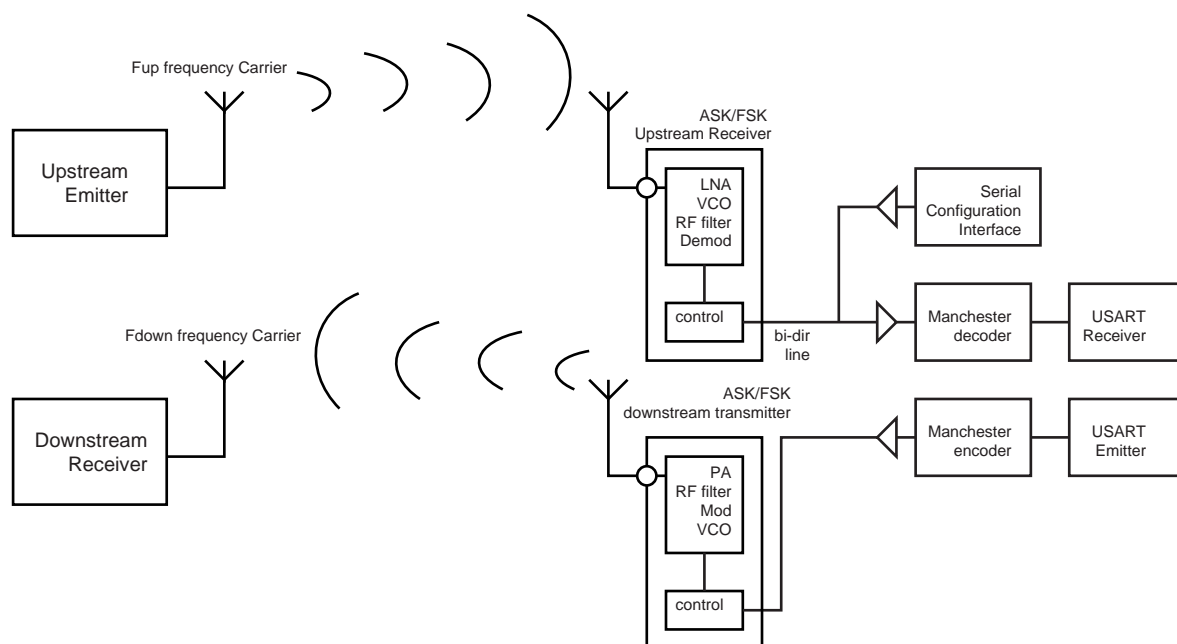 Fup frequency Carrier
Upstream
Emitter
ASK/FSK
Upstream Receiver
LNA
VCO
RF filter
Demod
control
bi-dir
line
Serial
Configuration
Interface
Manchester
decoder
USART
Receiver
Fdown frequency Carrier
Downstream
Receiver
ASK/FSK
downstream transmitter
PA
RF filter
Mod
VCO
control
Manchester
encoder
USART
Emitter